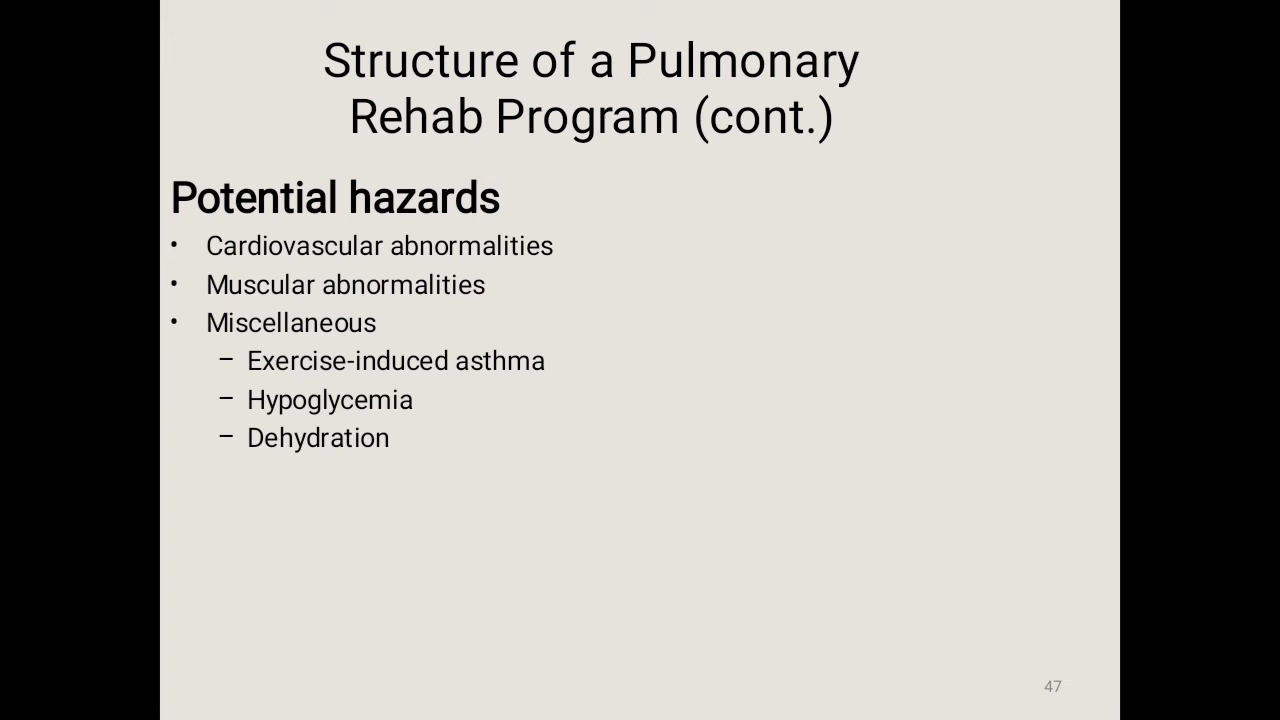 Structure of a Pulmonary
Rehab Program (cont.)
Potential hazards
• Cardiovascular abnormalities
• Muscular abnormalities
• Miscellaneous
– Exercise-induced asthma
– Hypoglycemia
– Dehydration
47